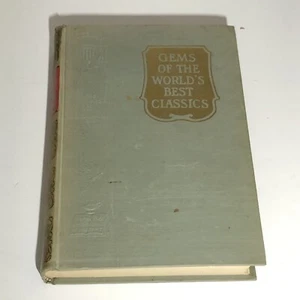 GEMS
OF THE
WORLD'S
BEST
CLASSICS